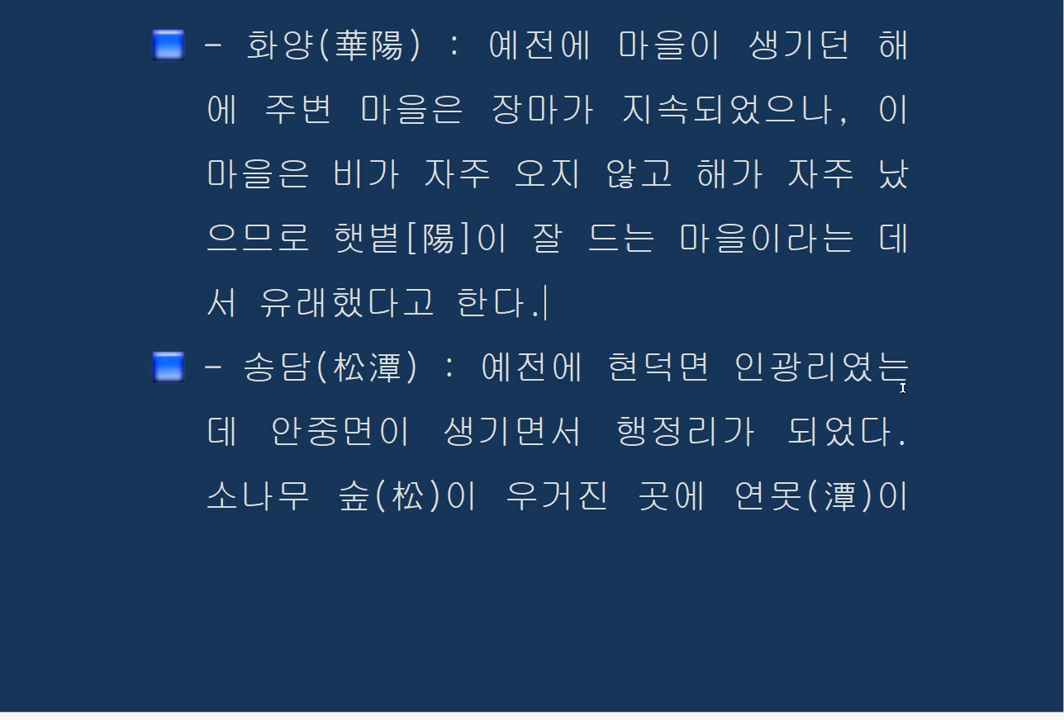 - 화양(華陽) : 예전에 마을이 생기던 해
에 주변 마을은 장마가 지속되었으나, 이
마을은 비가 자주 오지 않고 해가 자주 났
으므로 햇볕[陽]이 잘 드는 마을이라는 데
서 유래했다고 한다.
- 송담(松潭) : 예전에 현덕면 인광리였는
데 안중면이 생기면서 행정리가 되었다.
소나무 숲(松)이 우거진 곳에 연못(潭)이